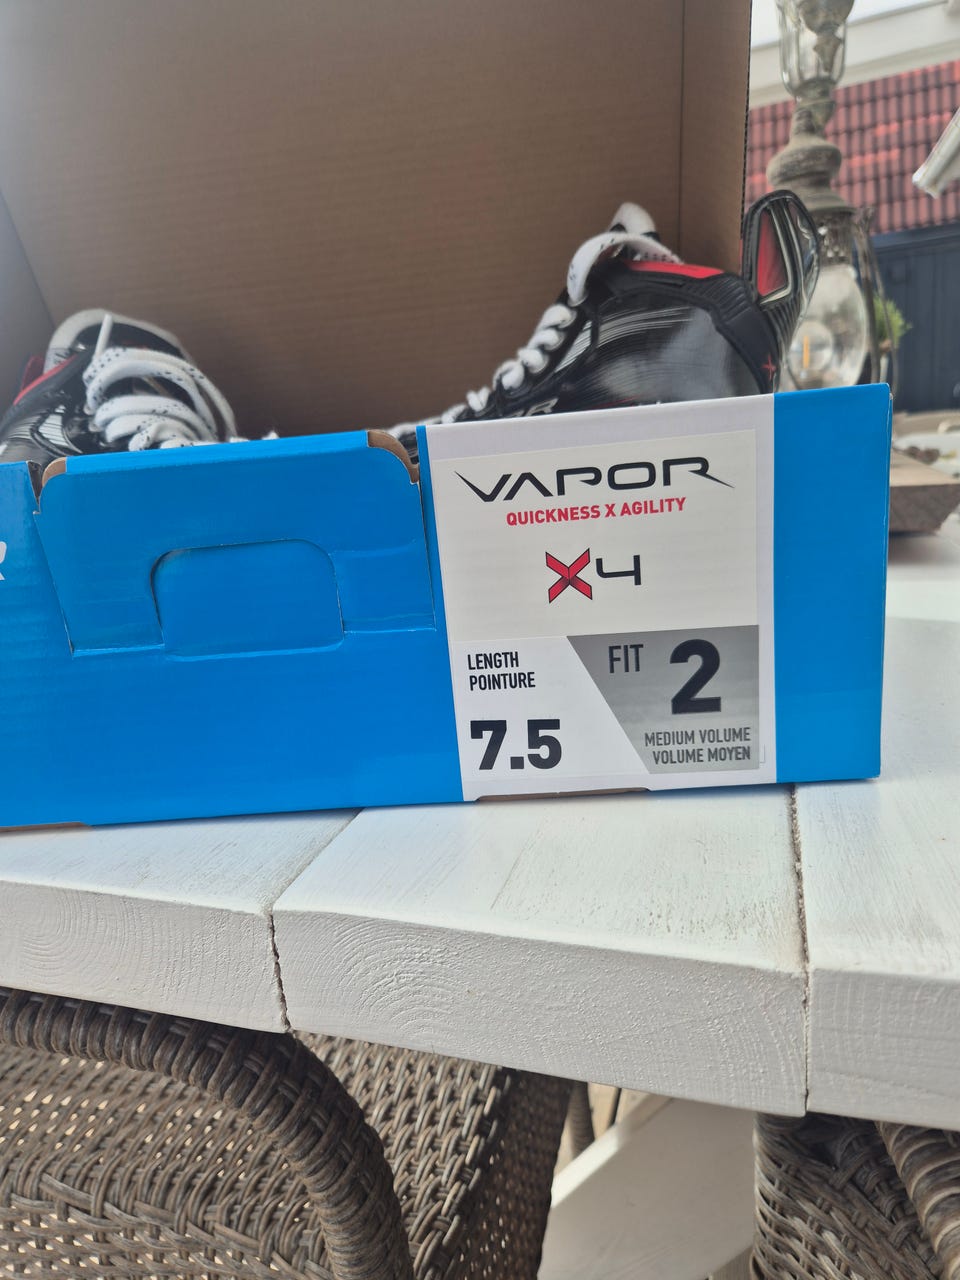 VAPOR
QUICKNESS X AGILITY
X4
LENGTH
POINTURE
7.5
FIT 2
MEDIUM VOLUME
VOLUME MOYEN